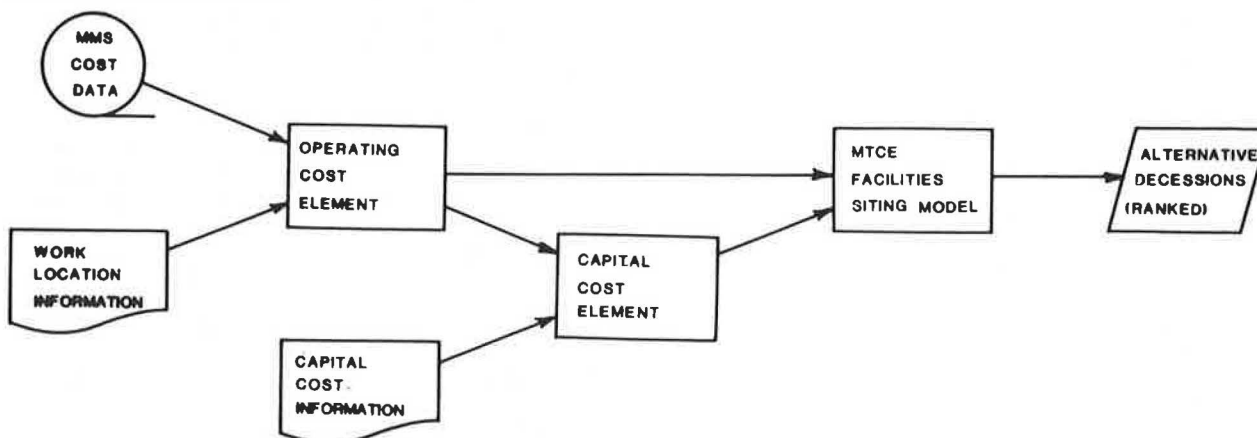 MMS
COST
DATA
OPERATING
COST
ELEMENT
MTCE
FACILITIES
SITING MODEL
ALTERNATIVE
DECESSIONS
(RANKED)
WORK
LOCATION
INFORMATION
CAPITAL
COST
ELEMENT
CAPITAL
COST
INFORMATION